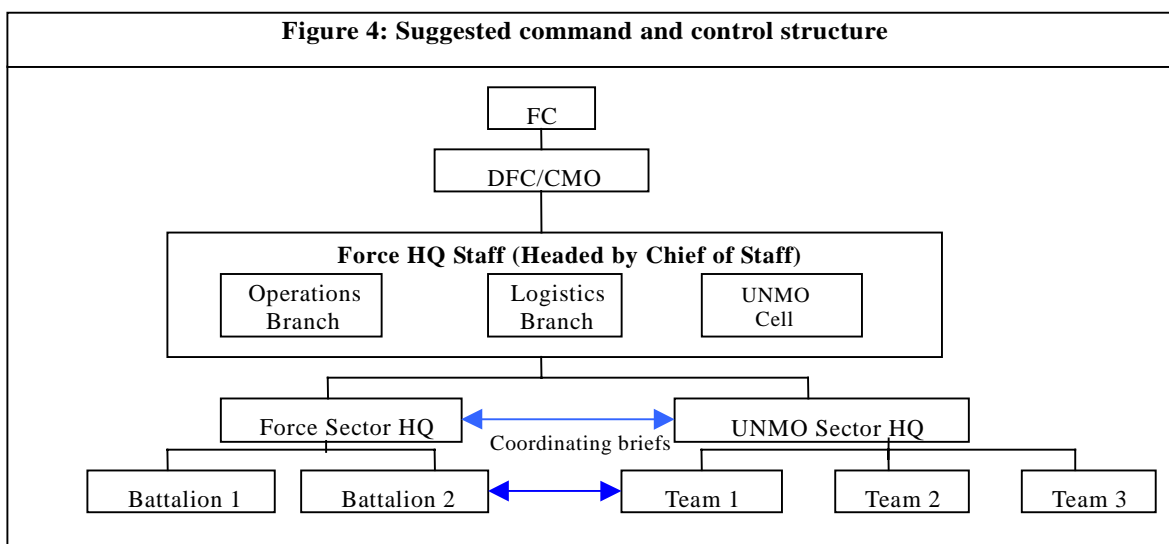 Figure 4: Suggested command and control structure
FC
DFC/CMO
Force HQ Staff (Headed by Chief of Staff)
Operations
Branch
Logistics
Branch
UNMO
Cell
Force Sector HQ
Coordinating briefs
UNMO Sector HQ
Battalion 1
Battalion 2
Team 1
Team 2
Team 3